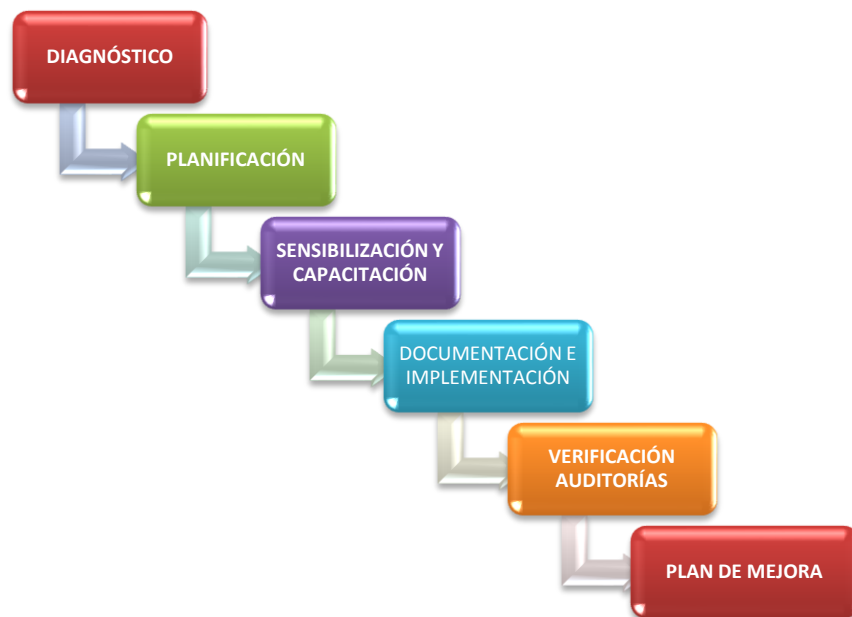 DIAGNÓSTICO
PLANIFICACIÓN
SENSIBILIZACIÓN Y
CAPACITACIÓN
DOCUMENTACIÓN E
IMPLEMENTACIÓN
VERIFICACIÓN
AUDITORÍAS
PLAN DE MEJORA